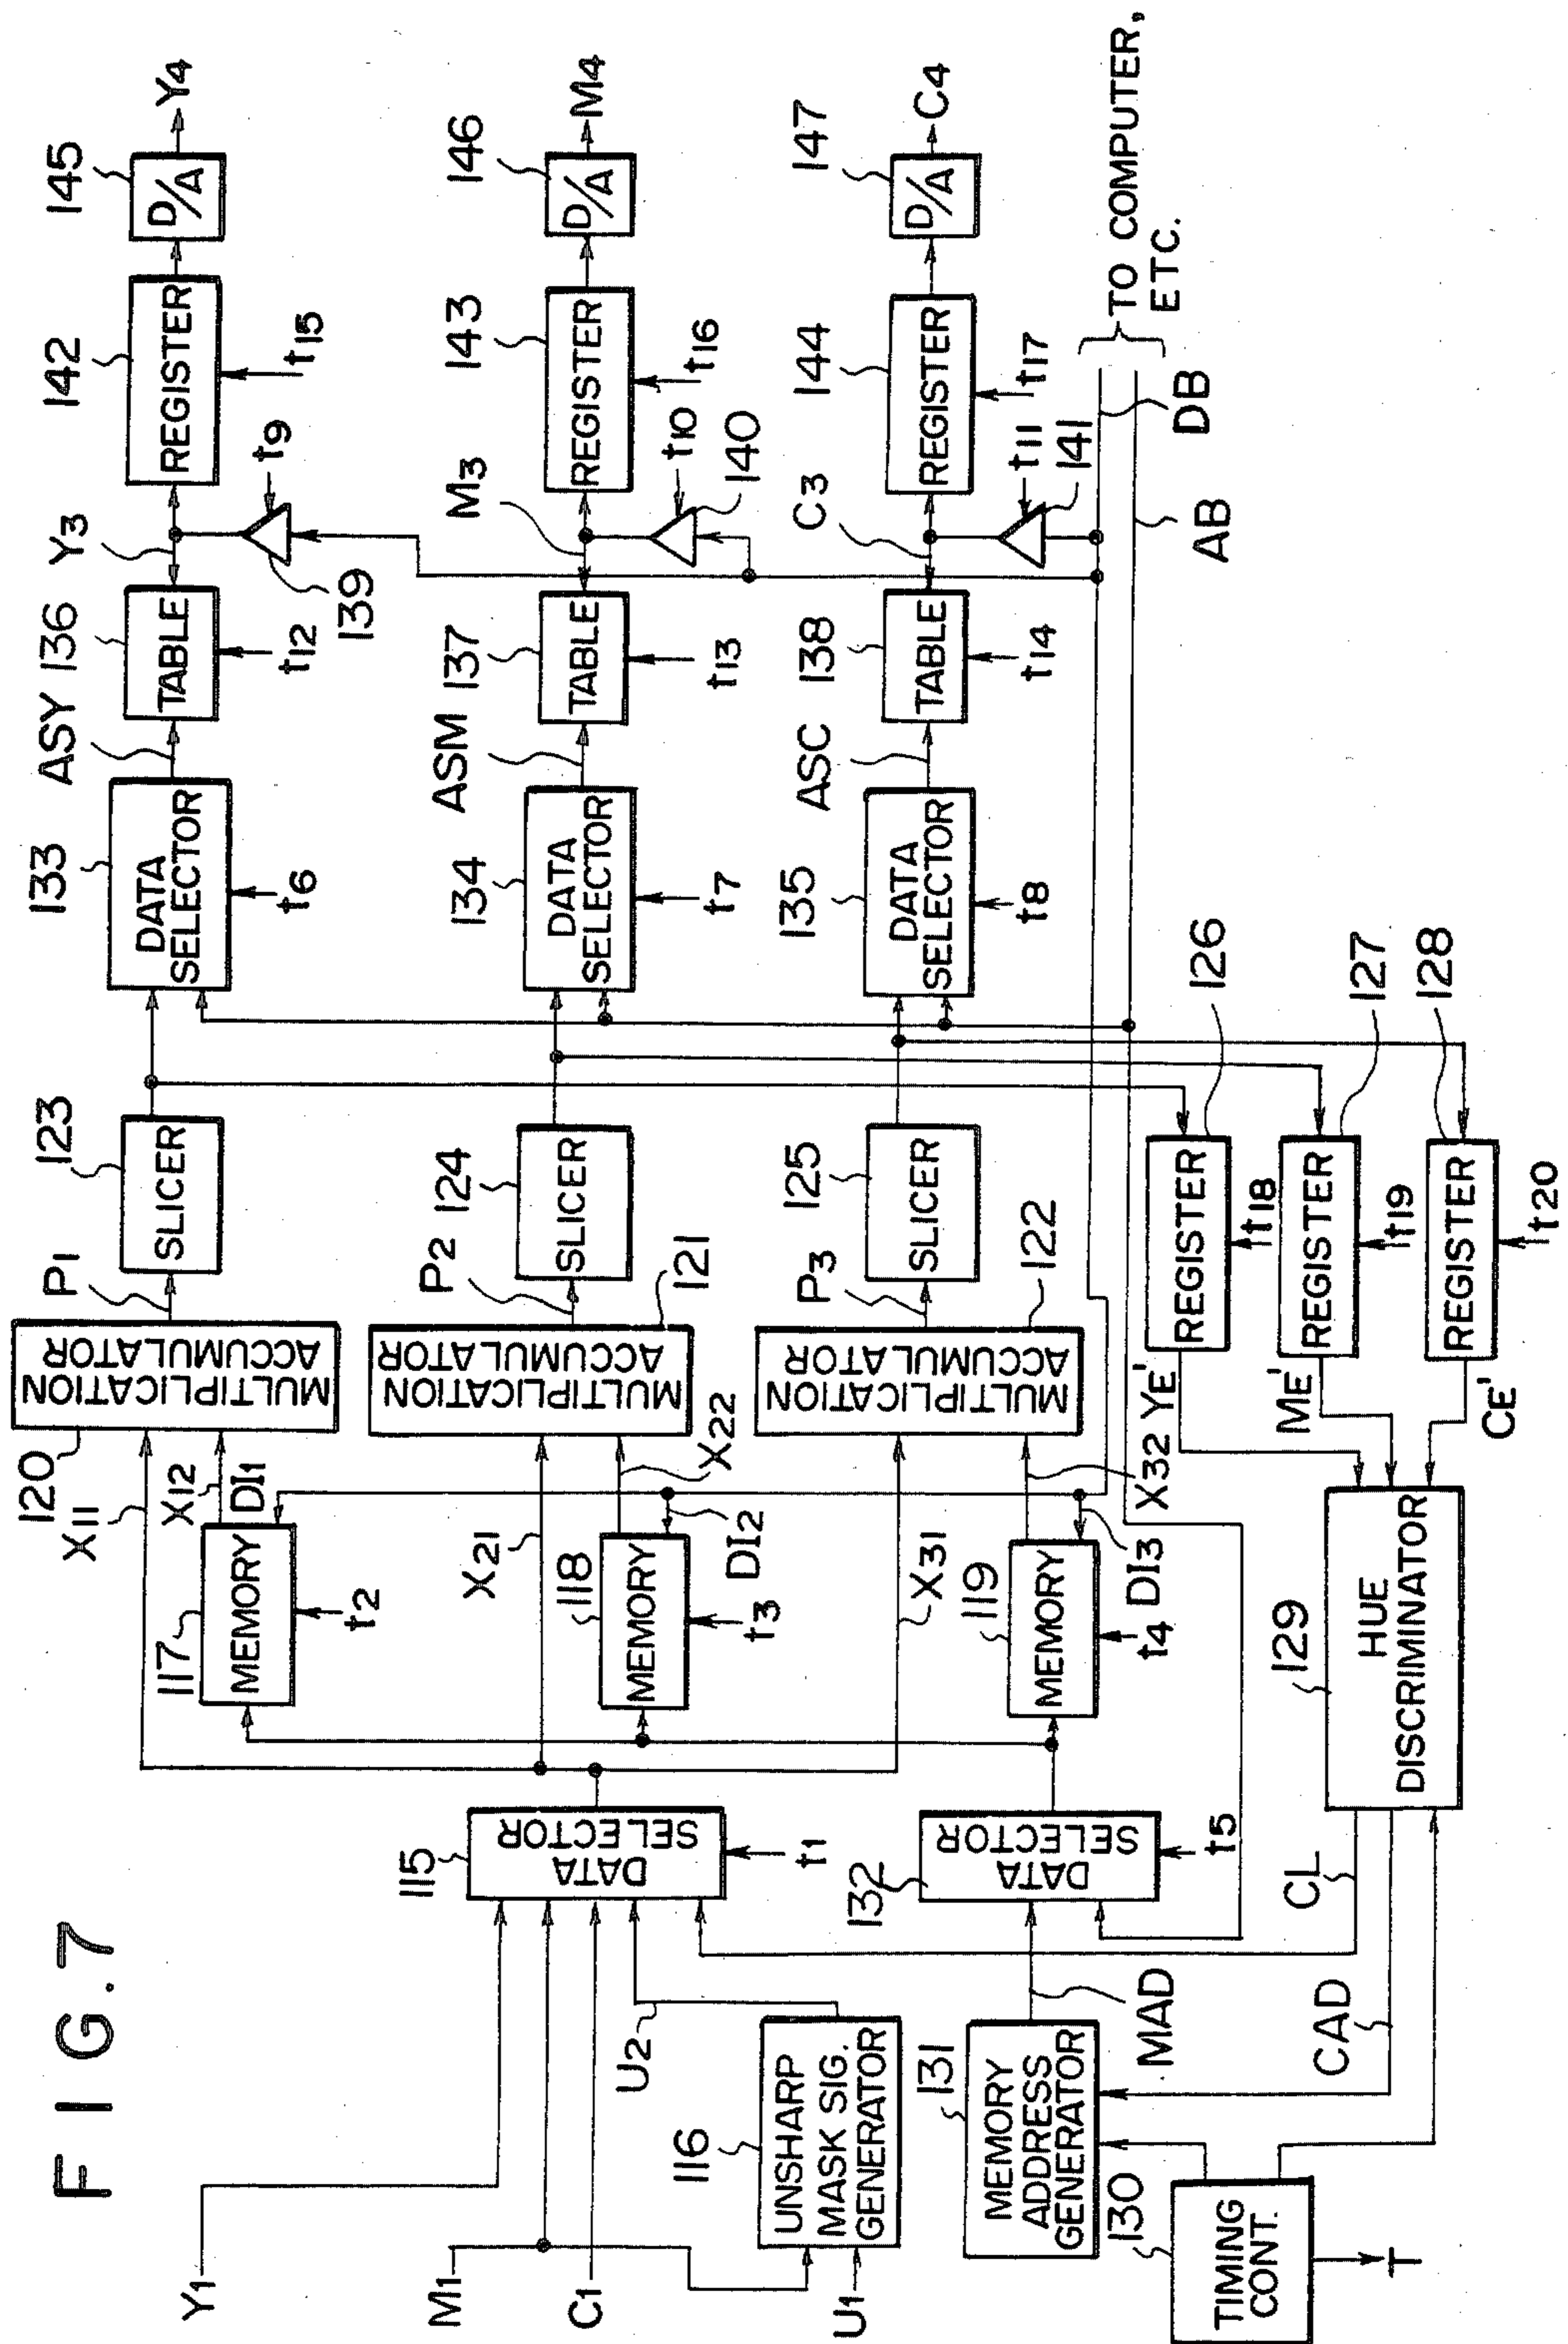 FIG. 7
Y1
M1
C1
U1
116
UNSHARP
MASK SIG.
GENERATOR
U2
115
DATA
SELECTOR
t1
130
TIMING
CONT.
T
131
MEMORY
ADDRESS
GENERATOR
MAD
CAD
CL
132
DATA
SELECTOR
t5
129
HUE
DISCRIMINATOR
117
MEMORY
t2
X11
X12
DI1
118
MEMORY
t3
X21
X22
DI2
119
MEMORY
t4
X31
X32
DI3
120
MULTIPLICATION
ACCUMULATOR
P1
121
MULTIPLICATION
ACCUMULATOR
P2
122
MULTIPLICATION
ACCUMULATOR
P3
123
SLICER
124
SLICER
125
SLICER
YE'
REGISTER
126
t18
ME'
REGISTER
127
t19
CE'
REGISTER
128
t20
133
DATA
SELECTOR
t6
ASY
134
DATA
SELECTOR
t7
ASM
135
DATA
SELECTOR
t8
ASC
136
TABLE
t12
Y3
139
t9
137
TABLE
t13
M3
140
t10
138
TABLE
t14
C3
141
t11
142
REGISTER
t15
143
REGISTER
t16
144
REGISTER
t17
145
D/A
Y4
146
D/A
M4
147
D/A
C4
AB
DB
TO COMPUTER,
ETC.